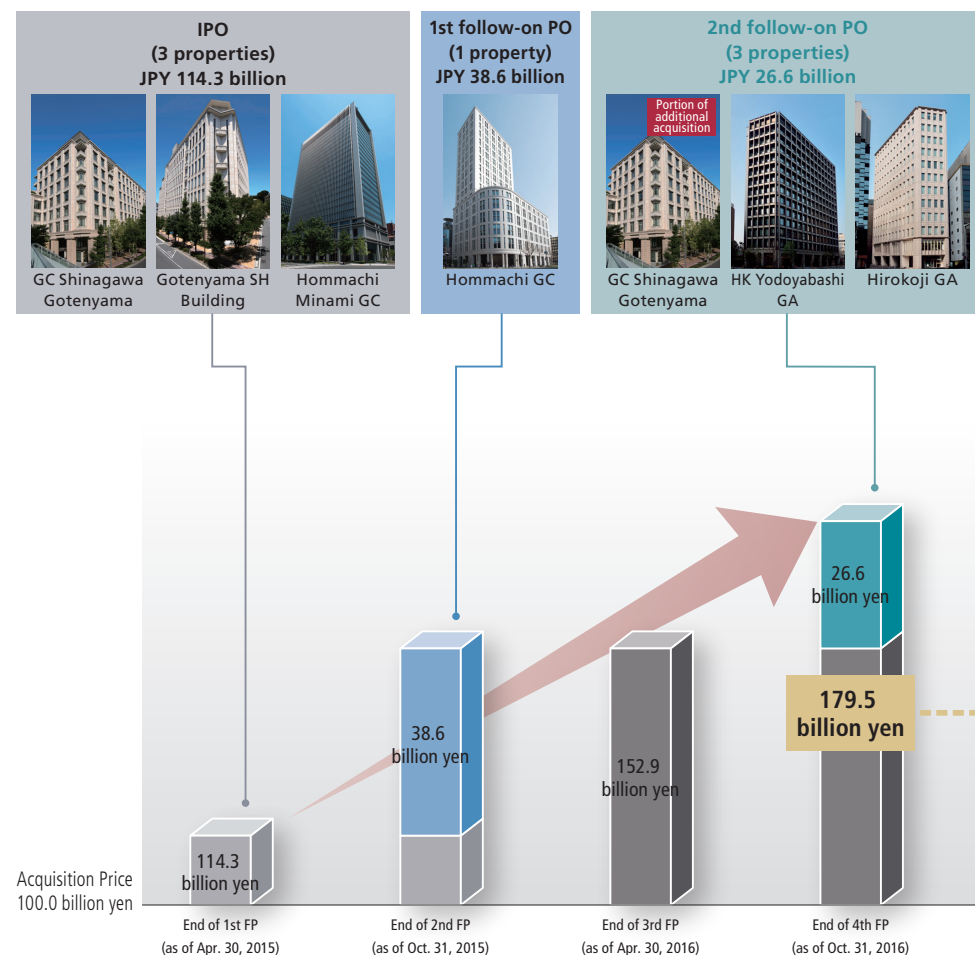 IPO
(3 properties)
JPY 114.3 billion
GC Shinagawa
Gotenyama
Gotenyama SH
Building
Hommachi
Minami GC
1st follow-on PO
(1 property)
JPY 38.6 billion
Hommachi GC
2nd follow-on PO
(3 properties)
JPY 26.6 billion
Portion of
additional
acquisition
GC Shinagawa
Gotenyama
HK Yodoyabashi
GA
Hirokoji GA
114.3
billion yen
38.6
billion yen
152.9
billion yen
26.6
billion yen
179.5
billion yen
Acquisition Price
100.0 billion yen
End of 1st FP
(as of Apr. 30, 2015)
End of 2nd FP
(as of Oct. 31, 2015)
End of 3rd FP
(as of Apr. 30, 2016)
End of 4th FP
(as of Oct. 31, 2016)